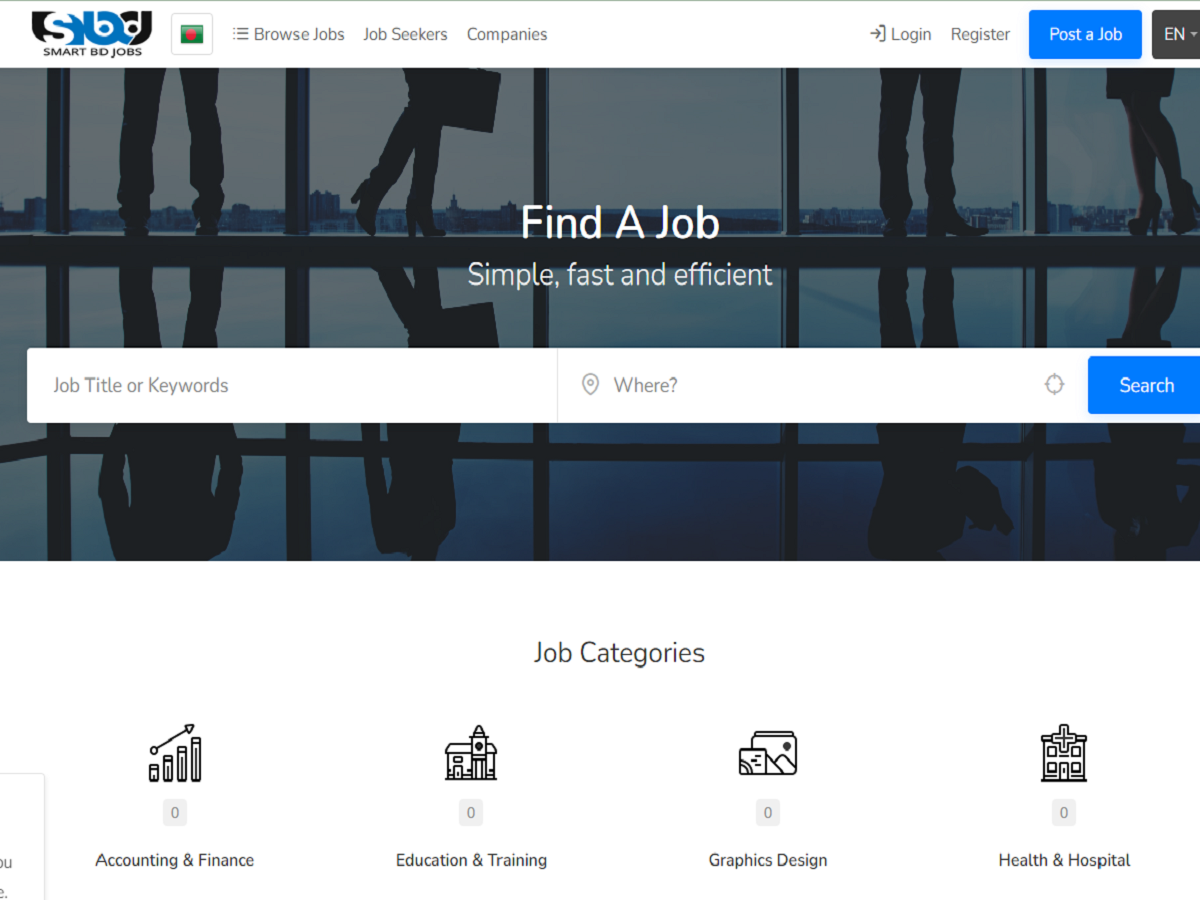 SBJ
SMART BD JOBS
Browse Jobs Job Seekers Companies Login Register Post a Job EN
Find A Job
Simple, fast and efficient
Job Title or Keywords Where? Search
Job Categories
0 0 0 0
Accounting & Finance Education & Training Graphics Design Health & Hospital